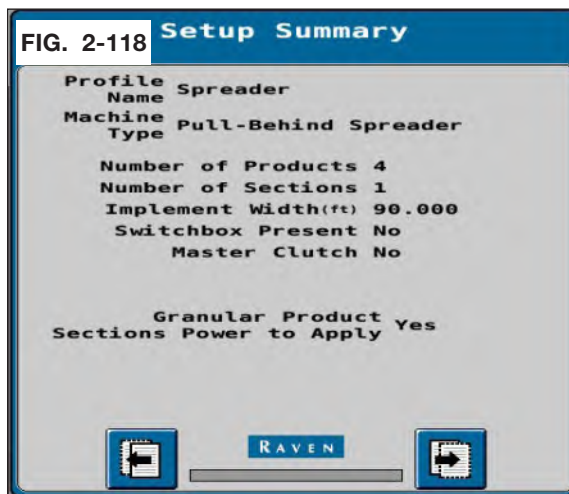 FIG. 2-118
Setup Summary
Profile Name Spreader
Machine Type Pull-Behind Spreader
Number of Products 4
Number of Sections 1
Implement Width(ft) 90.000
Switchbox Present No
Master Clutch No
Granular Product
Sections Power to Apply Yes
RAVEN